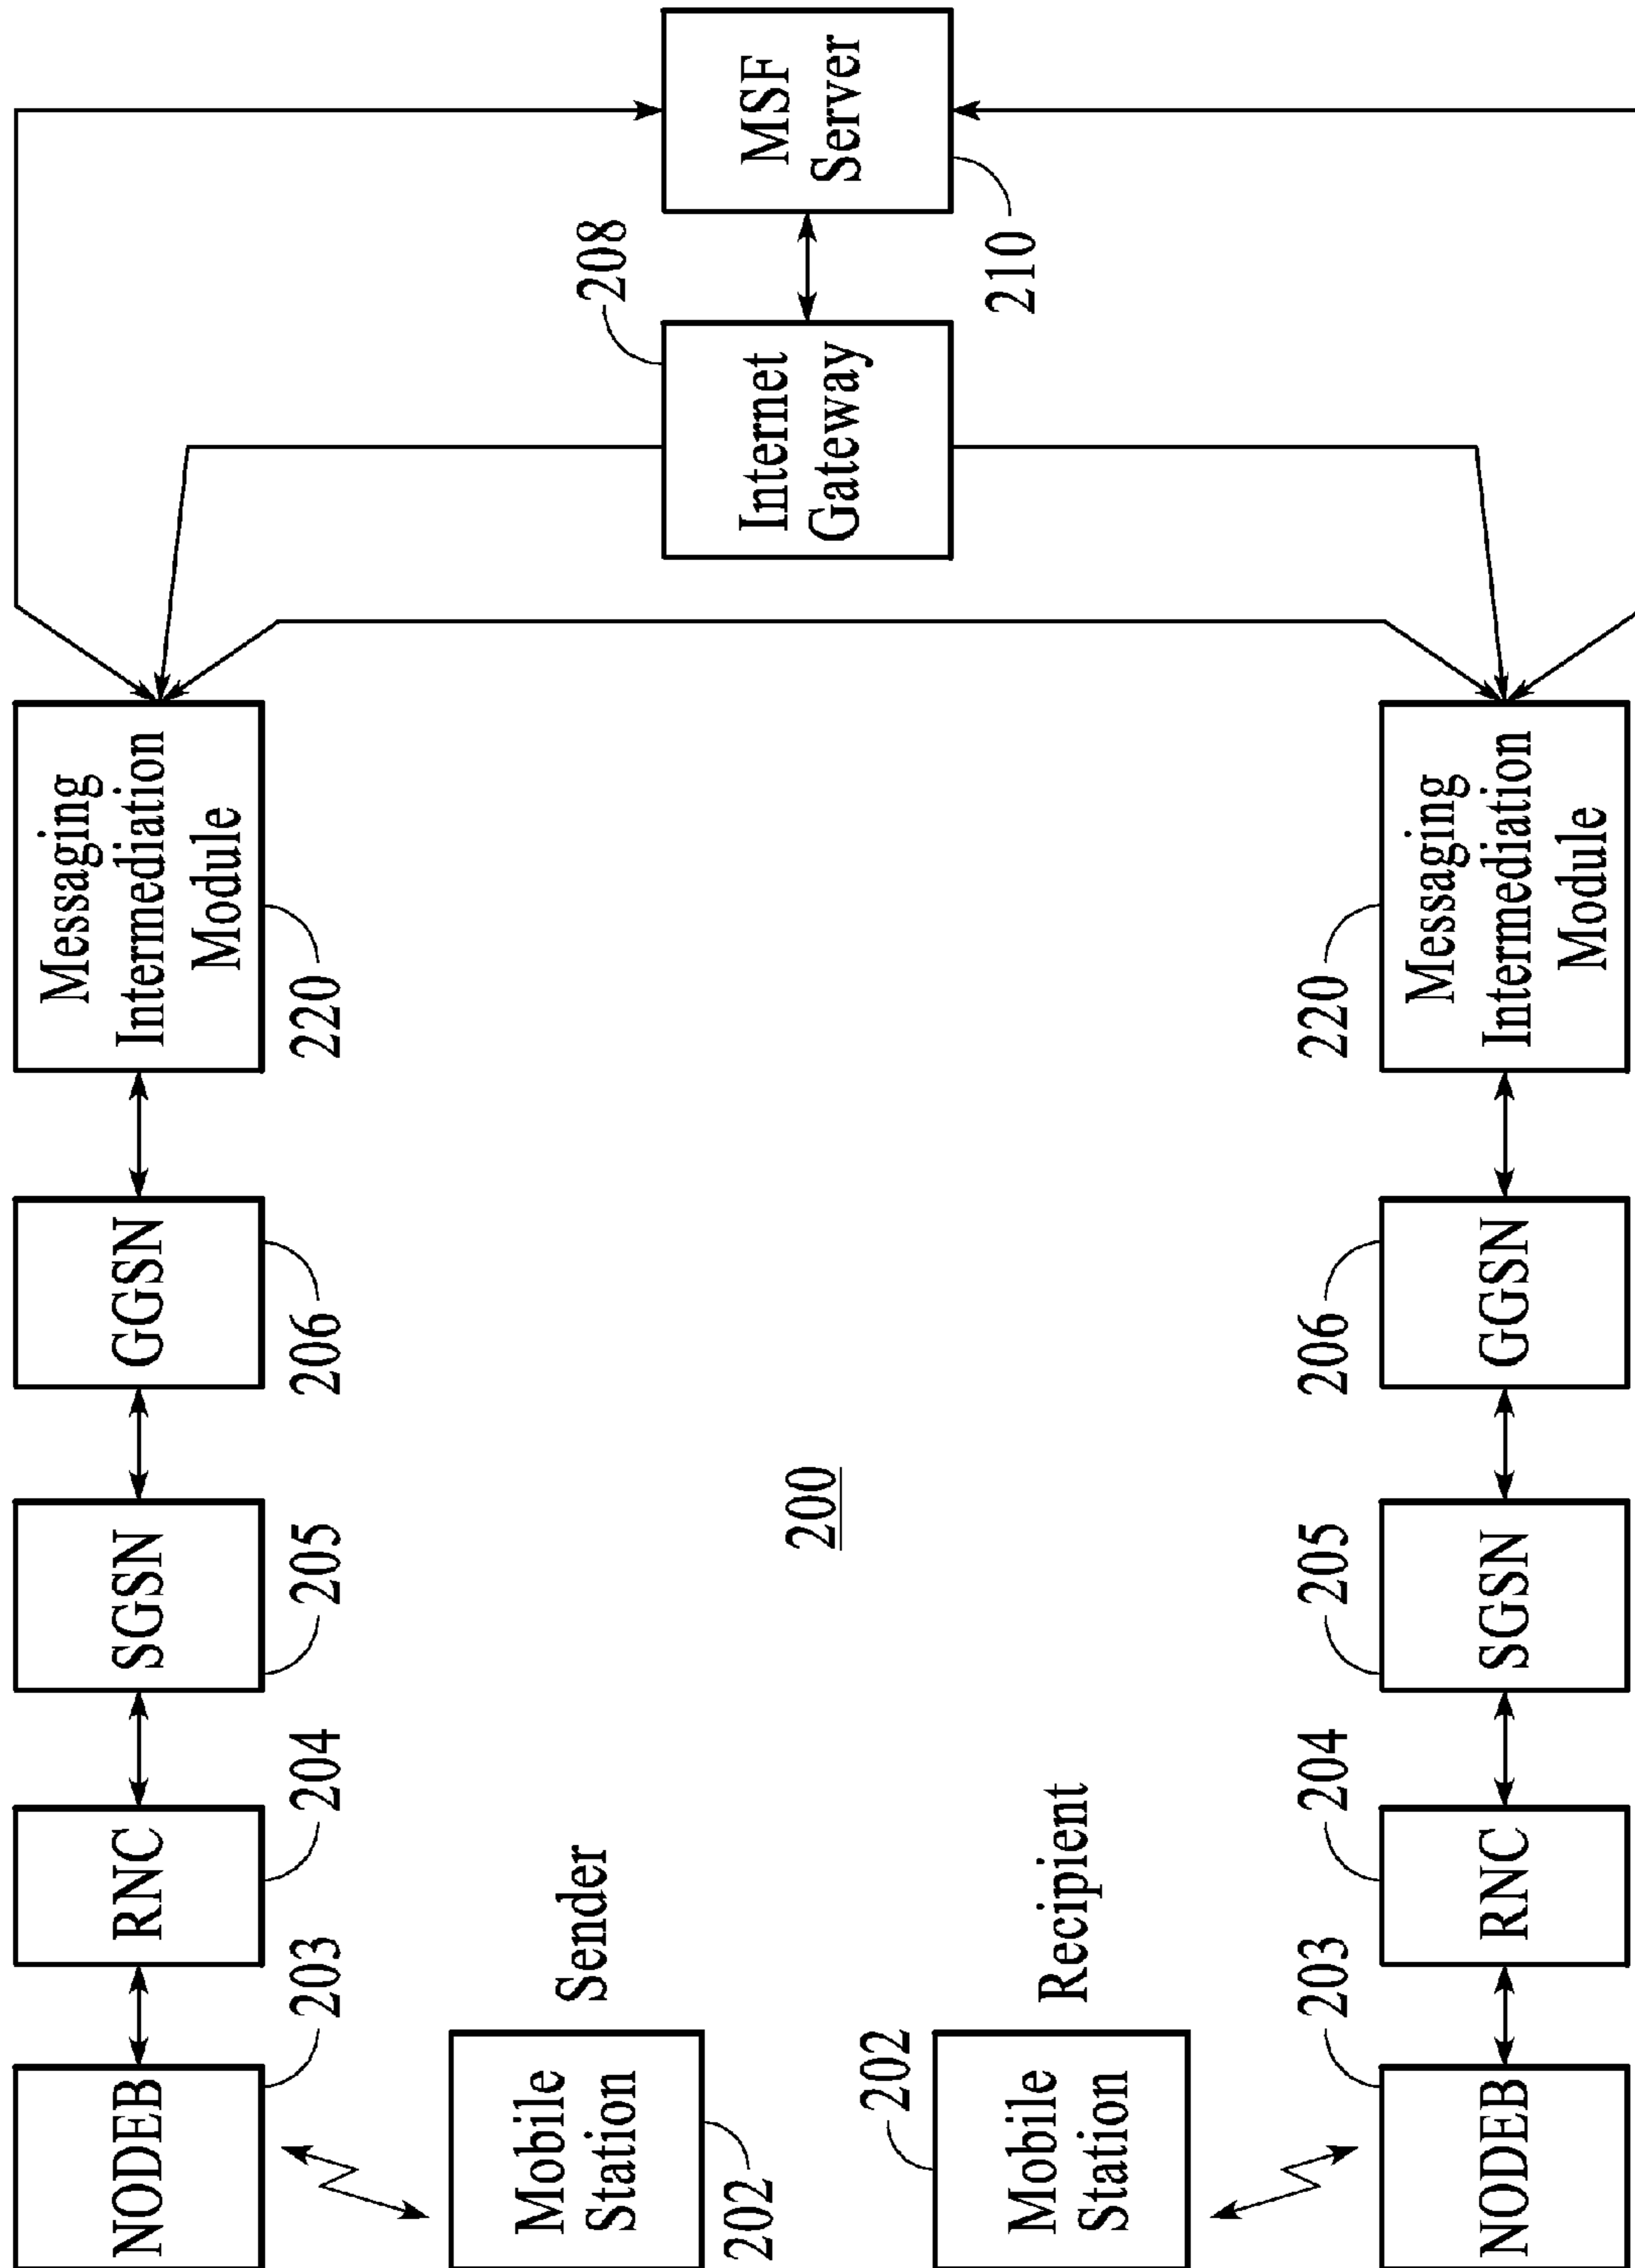 NODEB
203
RNC
204
SGSN
205
GGSN
206
Messaging
Intermediation
Module
220
Mobile
Station
202
Sender
200
Internet
Gateway
208
MSF
Server
210
Mobile
Station
202
Recipient
NODEB
203
RNC
204
SGSN
205
GGSN
206
Messaging
Intermediation
Module
220